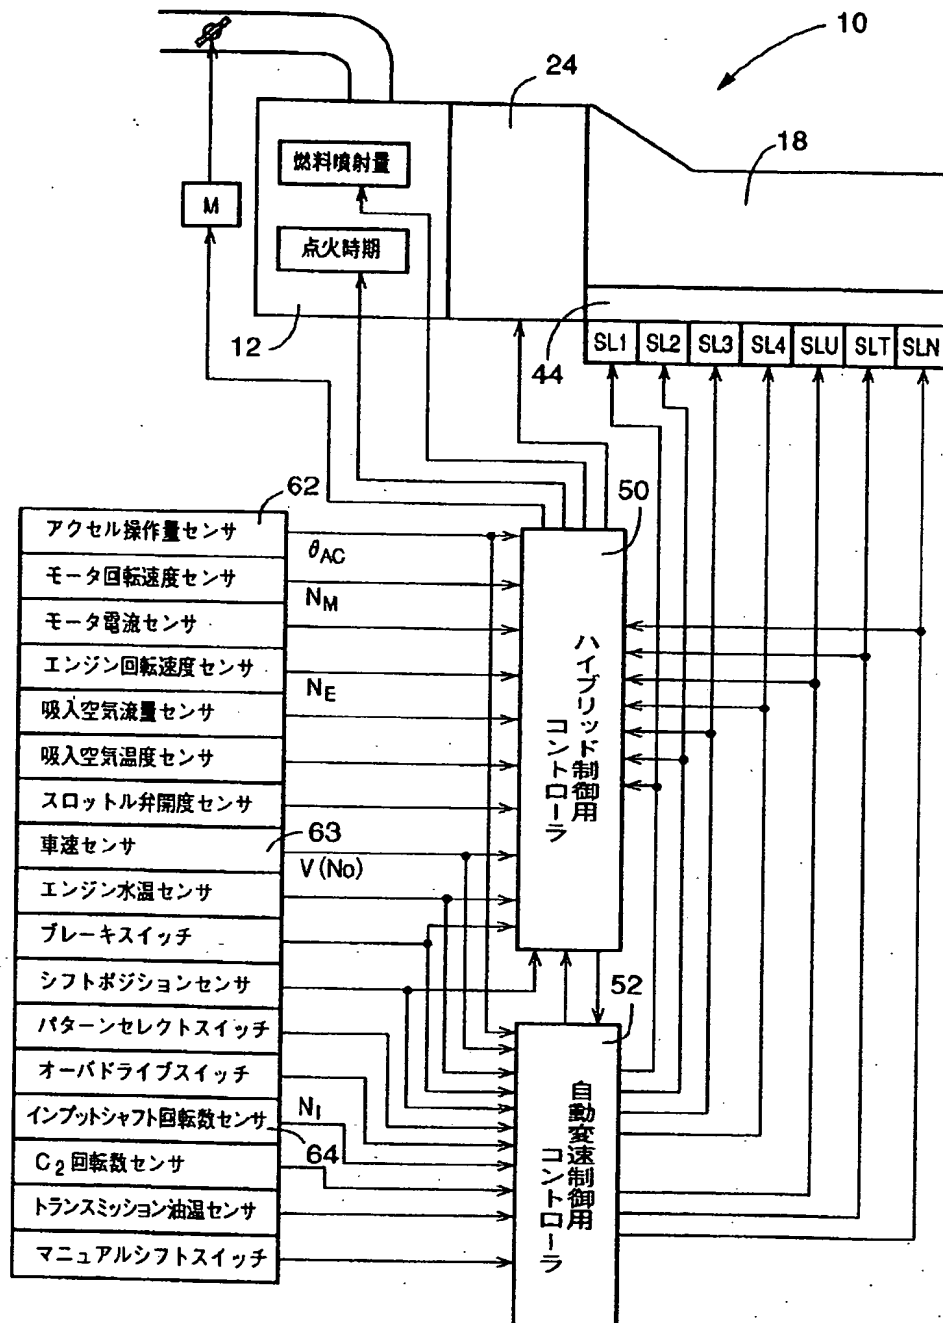 10
24
18
燃料噴射量
M
点火時期
12
44
SL1 SL2 SL3 SL4 SLU SLT SLN
62
50
アクセル操作量センサ
θAC
モータ回転速度センサ
NM
モータ電流センサ
エンジン回転速度センサ
NE
吸入空気流量センサ
吸入空気温度センサ
スロットル弁開度センサ
車速センサ
63
V(No)
エンジン水温センサ
ブレーキスイッチ
シフトポジションセンサ
パターンセレクトスイッチ
オーバドライブスイッチ
インプットシャフト回転数センサ
NI
64
C2回転数センサ
トランスミッション油温センサ
マニュアルシフトスイッチ
ハイブリッド制御用
コントローラ
52
自動変速制御用
コントローラ